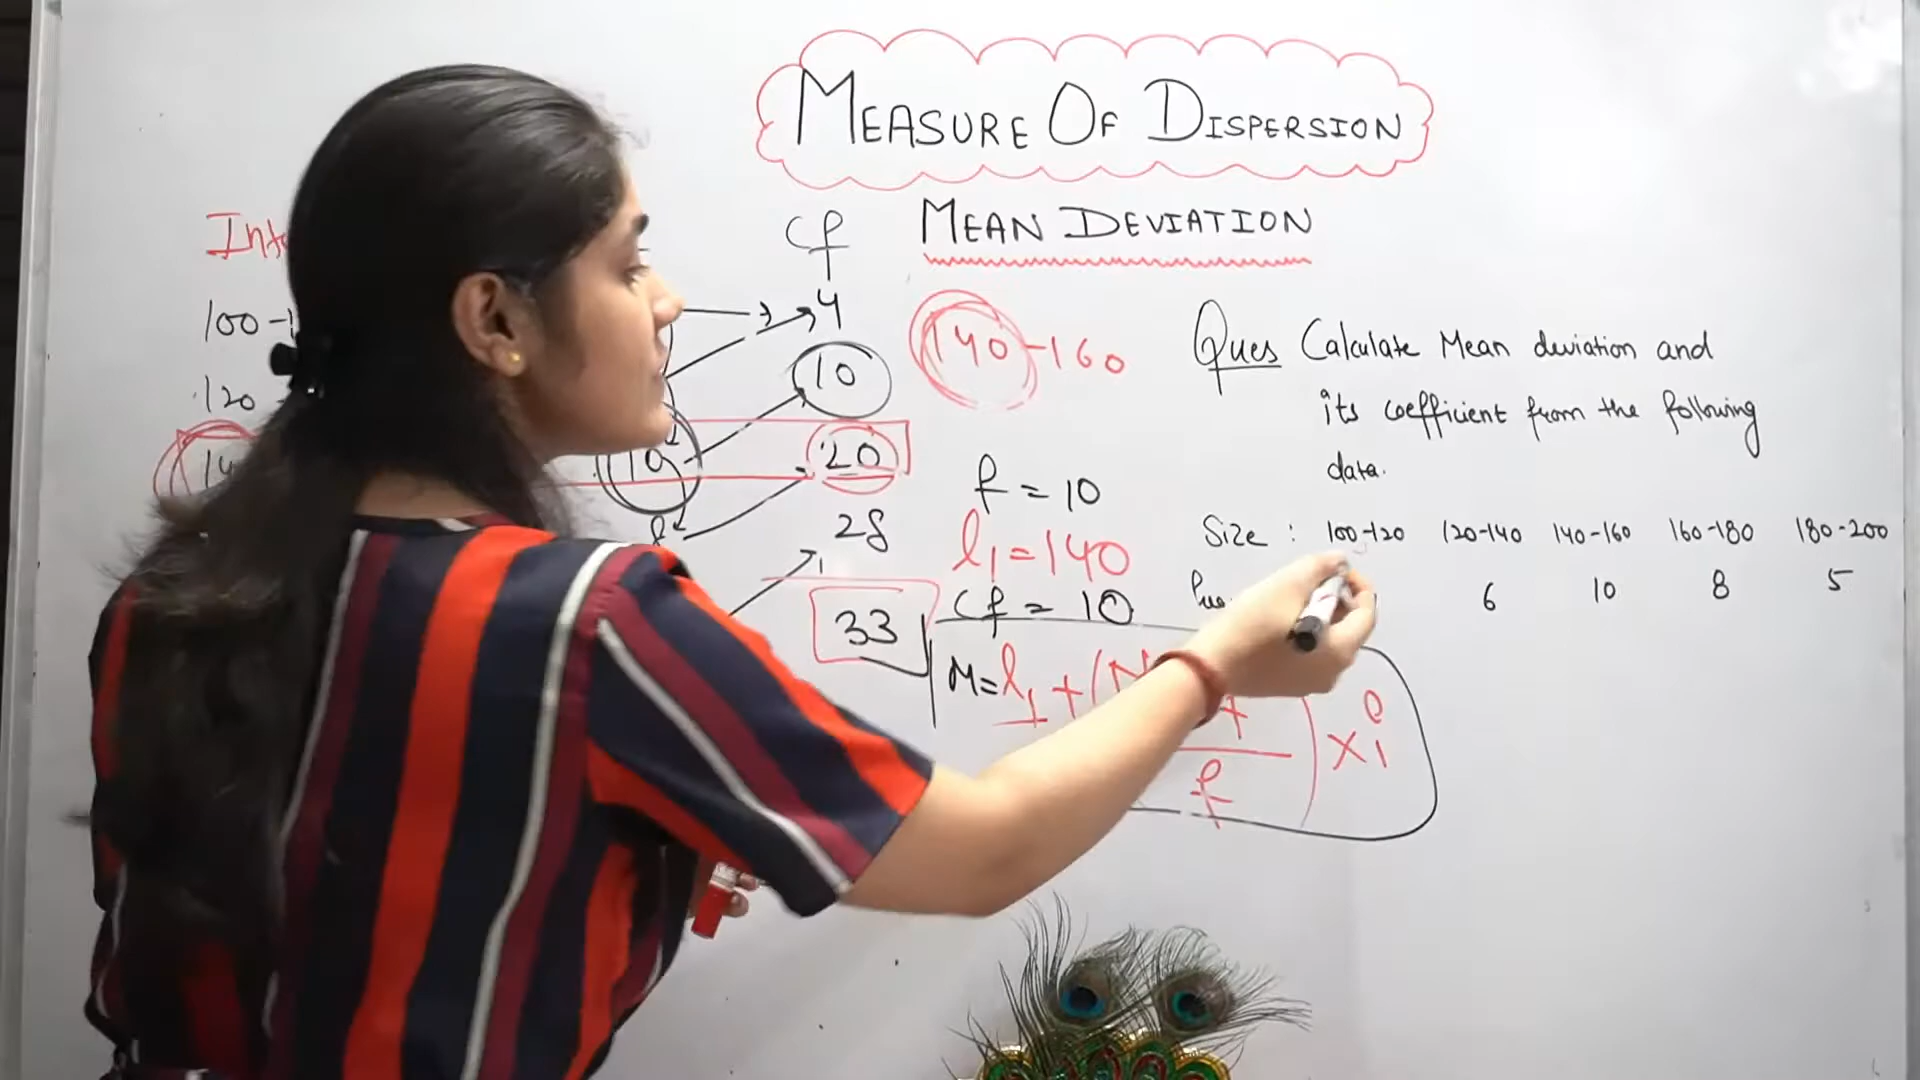 MEASURE OF DISPERSION
MEAN DEVIATION
cf
100-
4
120
10
10
20
28
33
140-160
f = 10
l1 = 140
cf = 10
M = l1 +
f
x i
Ques Calculate Mean deviation and
its coefficient from the following
data.
Size : 100-120 120-140 140-160 160-180 180-200
6 10 8 5